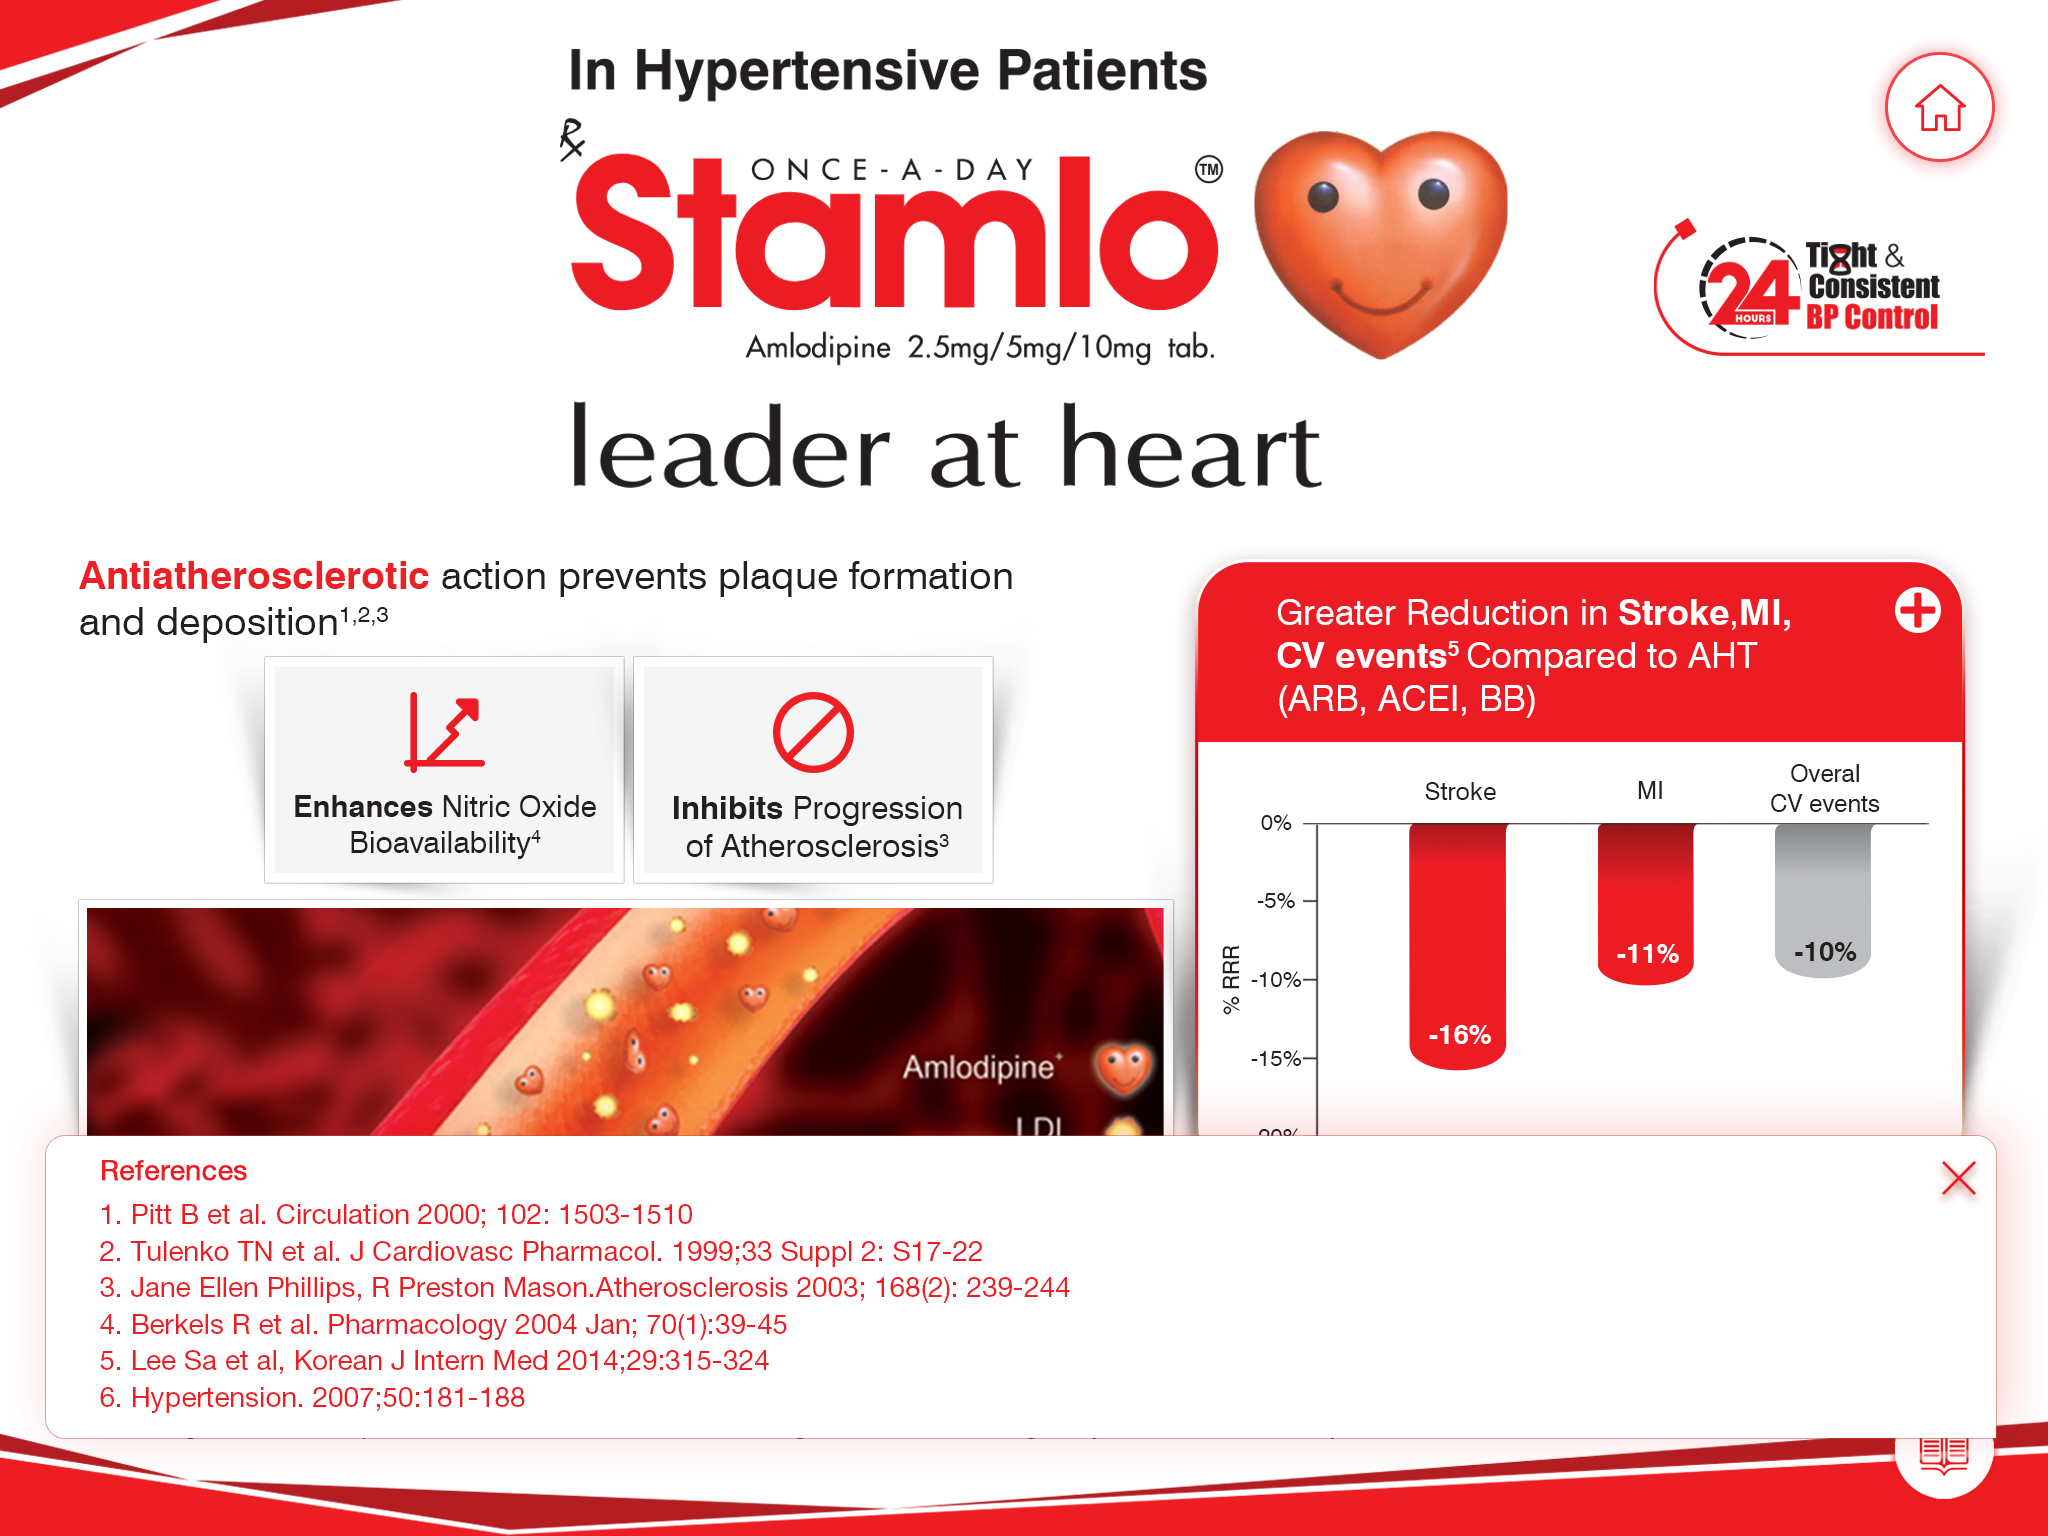 In Hypertensive Patients
℞
ONCE-A-DAY
Stamlo™
Amlodipine 2.5mg/5mg/10mg tab.
leader at heart
24 HOURS
Tight &
Consistent
BP Control
Antiatherosclerotic action prevents plaque formation
and deposition1,2,3
Enhances Nitric Oxide
Bioavailability4
Inhibits Progression
of Atherosclerosis3
Amlodipine+
LDL
Greater Reduction in Stroke,MI,
CV events5 Compared to AHT
(ARB, ACEI, BB)
Stroke
MI
Overal
CV events
0%
-5%
-10%
-15%
% RRR
-16%
-11%
-10%
References
1. Pitt B et al. Circulation 2000; 102: 1503-1510
2. Tulenko TN et al. J Cardiovasc Pharmacol. 1999;33 Suppl 2: S17-22
3. Jane Ellen Phillips, R Preston Mason.Atherosclerosis 2003; 168(2): 239-244
4. Berkels R et al. Pharmacology 2004 Jan; 70(1):39-45
5. Lee Sa et al, Korean J Intern Med 2014;29:315-324
6. Hypertension. 2007;50:181-188